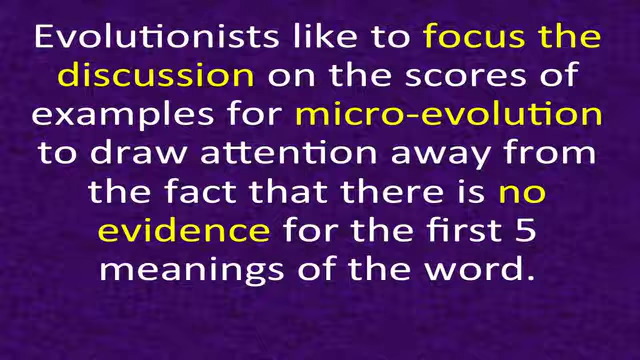 Evolutionists like to focus the
discussion on the scores of
examples for micro-evolution
to draw attention away from
the fact that there is no
evidence for the first 5
meanings of the word.